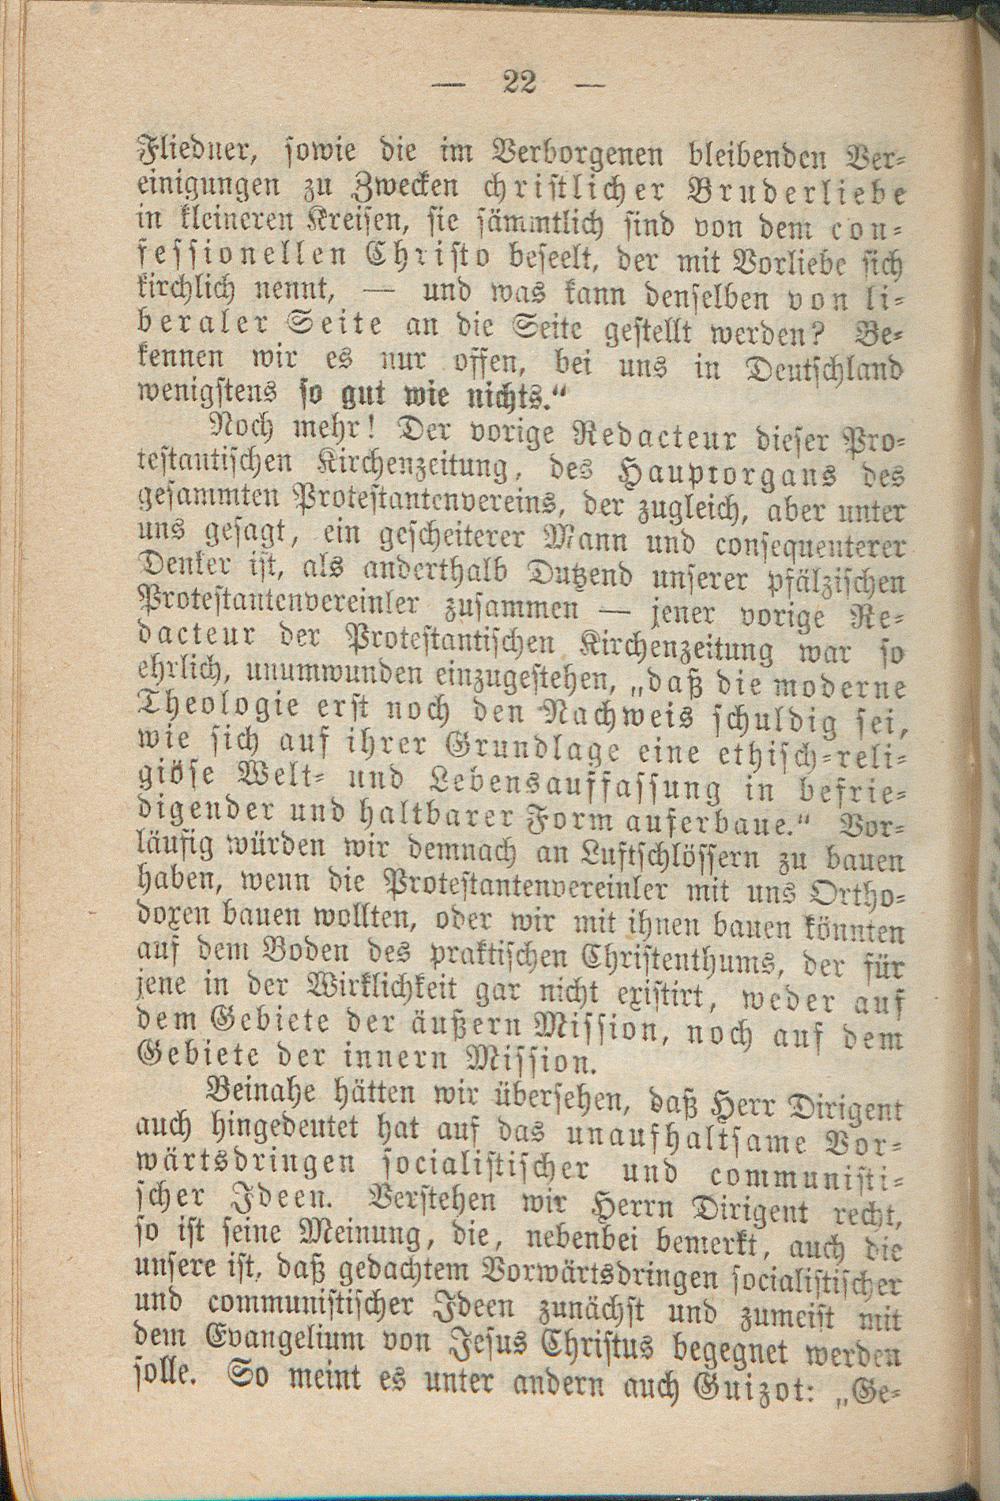 — 22 —
Fliedner, sowie die im Verborgenen bleibenden Ver-
einigungen zu Zwecken christlicher Bruderliebe
in kleineren Kreisen, sie sämmtlich sind von dem con-
fessionellen Christo beseelt, der mit Vorliebe sich
kirchlich nennt, — und was kann denselben von li-
beraler Seite an die Seite gestellt werden? Be-
kennen wir es nur offen, bei uns in Deutschland
wenigstens so gut wie nichts.“
Noch mehr! Der vorige Redacteur dieser Pro-
testantischen Kirchenzeitung, des Hauptorgans des
gesammten Protestantenvereins, der zugleich, aber unter
uns gesagt, ein gescheiterer Mann und consequenterer
Denker ist, als anderthalb Dutzend unserer pfälzischen
Protestantenvereinler zusammen — jener vorige Re-
dacteur der Protestantischen Kirchenzeitung war so
ehrlich, unumwunden einzugestehen, „daß die moderne
Theologie erst noch den Nachweis schuldig sei,
wie sich auf ihrer Grundlage eine ethisch-reli-
giöse Welt- und Lebensauffassung in befrie-
digender und haltbarer Form auferbaue.“ Vor-
läufig würden wir demnach an Luftschlössern zu bauen
haben, wenn die Protestantenvereinler mit uns Ortho-
doxen bauen wollten, oder wir mit ihnen bauen könnten
auf dem Boden des praktischen Christenthums, der für
jene in der Wirklichkeit gar nicht existirt, weder auf
dem Gebiete der äußern Mission, noch auf dem
Gebiete der innern Mission.
Beinahe hätten wir übersehen, daß Herr Dirigent
auch hingedeutet hat auf das unaufhaltsame Vor-
wärtsdringen socialistischer und communisti-
scher Ideen. Verstehen wir Herrn Dirigent recht,
so ist seine Meinung, die, nebenbei bemerkt, auch die
unsere ist, daß gedachtem Vorwärtsdringen socialistischer
und communistischer Ideen zunächst und zumeist mit
dem Evangelium von Jesus Christus begegnet werden
solle. So meint es unter andern auch Guizot: „Ge-